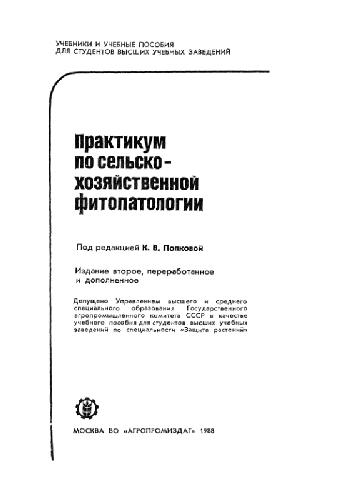 УЧЕБНИКИ И УЧЕБНЫЕ ПОСОБИЯ
ДЛЯ СТУДЕНТОВ ВЫСШИХ УЧЕБНЫХ ЗАВЕДЕНИЙ
Практикум
по сельско-
хозяйственной
фитопатологии
Под редакцией К. В. Попковой
Издание второе, переработанное
и дополненное
Допущено Управлением высшего и среднего
специального образования Государственного
агропромышленного комитета СССР в качестве
учебного пособия для студентов высших учебных
заведений по специальности «Защита растений»
МОСКВА ВО «АГРОПРОМИЗДАТ» 1988